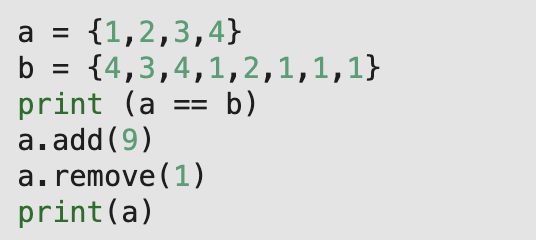 a = {1,2,3,4}
b = {4,3,4,1,2,1,1,1}
print (a == b)
a.add(9)
a.remove(1)
print(a)